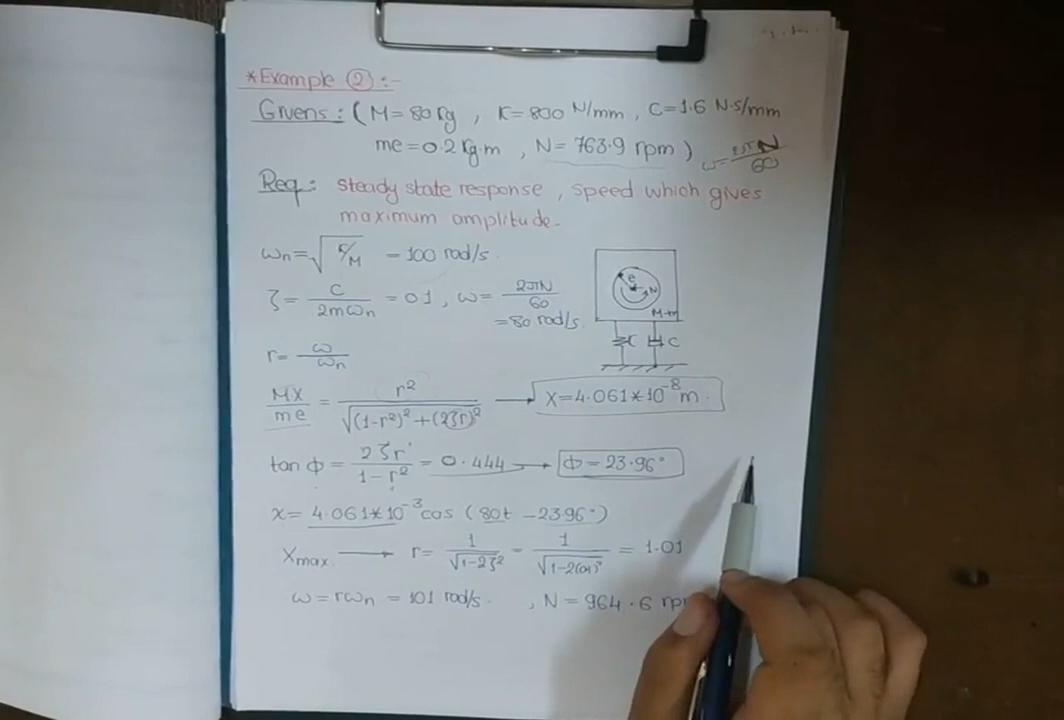 *Example ②:-
Givens: (M=80 Kg, K=800 N/mm, C=1.6 N.S/mm
me=0.2 Kg.m, N=763.9 rpm) ω=2πN/60
Req: steady state response, speed which gives
maximum amplitude.
ωn=√K/M = 100 rad/s.
ζ = C/2mωn = 0.1, ω = 2πN/60
=80 rad/s.
e
N
M-m
K C
r= ω/ωn
MX/me = r²/√(1-r²)²+(2ζr)² → X=4.061*10⁻⁸m.
tan φ = 2ζr/1-r² = 0.444 → φ=23.96°
x= 4.061*10⁻³cos (80t -23.96°)
Xmax. → r= 1/√1-2ζ² = 1/√1-2(0.1)² = 1.01
ω=rωn = 101 rad/s. , N=964.6 rpm